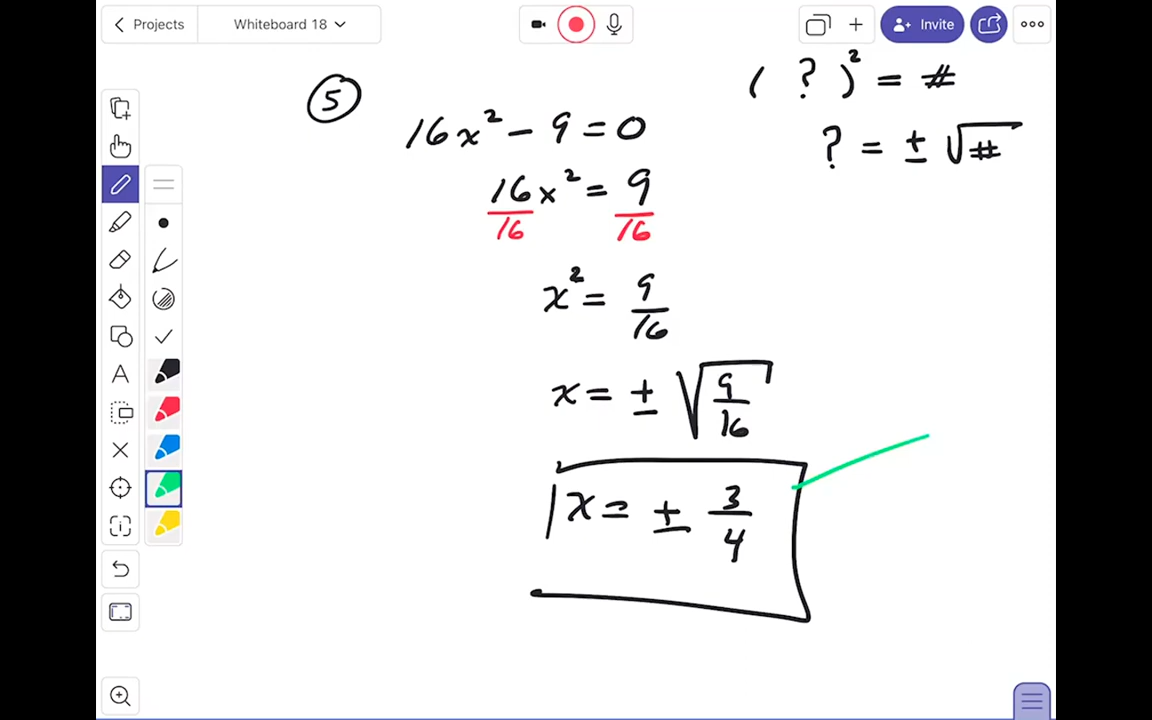 Projects
Whiteboard 18
Invite
( ? )² = #
? = ± √#
5
16x² - 9 = 0
16x² = 9
16 16
x² = 9/16
x = ± √(9/16)
x = ± 3/4
A